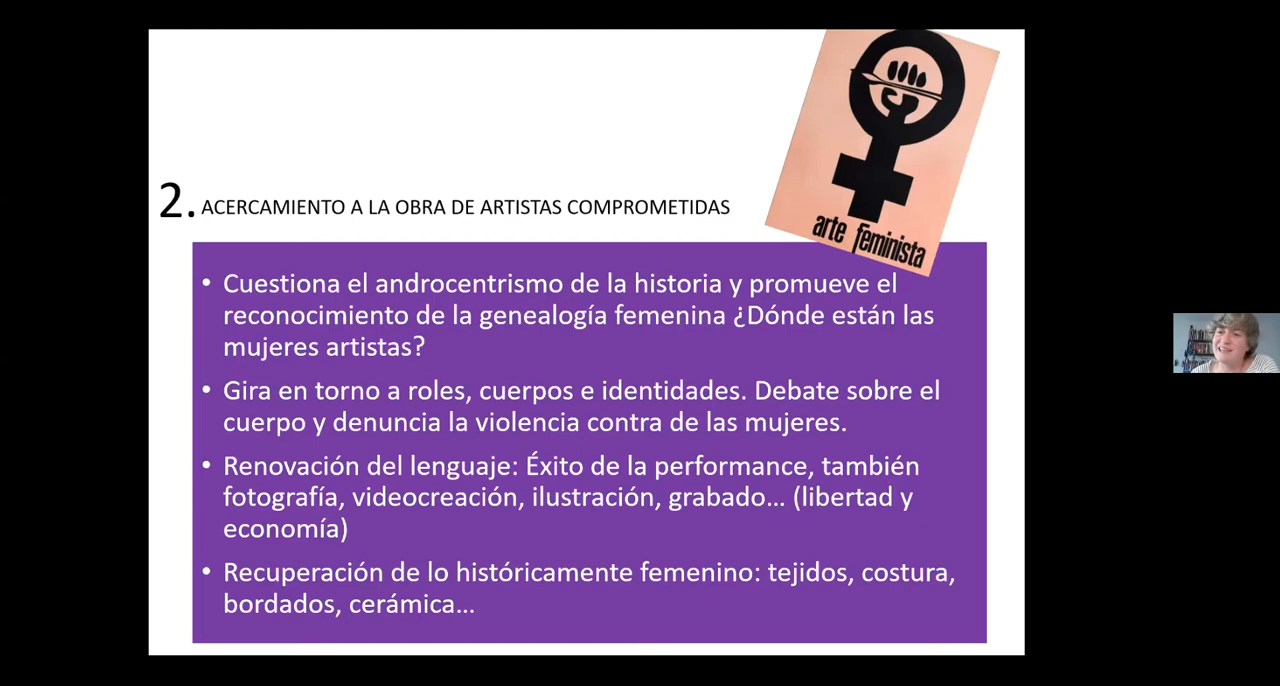 arte feminista
2. ACERCAMIENTO A LA OBRA DE ARTISTAS COMPROMETIDAS
• Cuestiona el androcentrismo de la historia y promueve el
reconocimiento de la genealogía femenina ¿Dónde están las
mujeres artistas?
• Gira en torno a roles, cuerpos e identidades. Debate sobre el
cuerpo y denuncia la violencia contra de las mujeres.
• Renovación del lenguaje: Éxito de la performance, también
fotografía, videocreación, ilustración, grabado... (libertad y
economía)
• Recuperación de lo históricamente femenino: tejidos, costura,
bordados, cerámica...